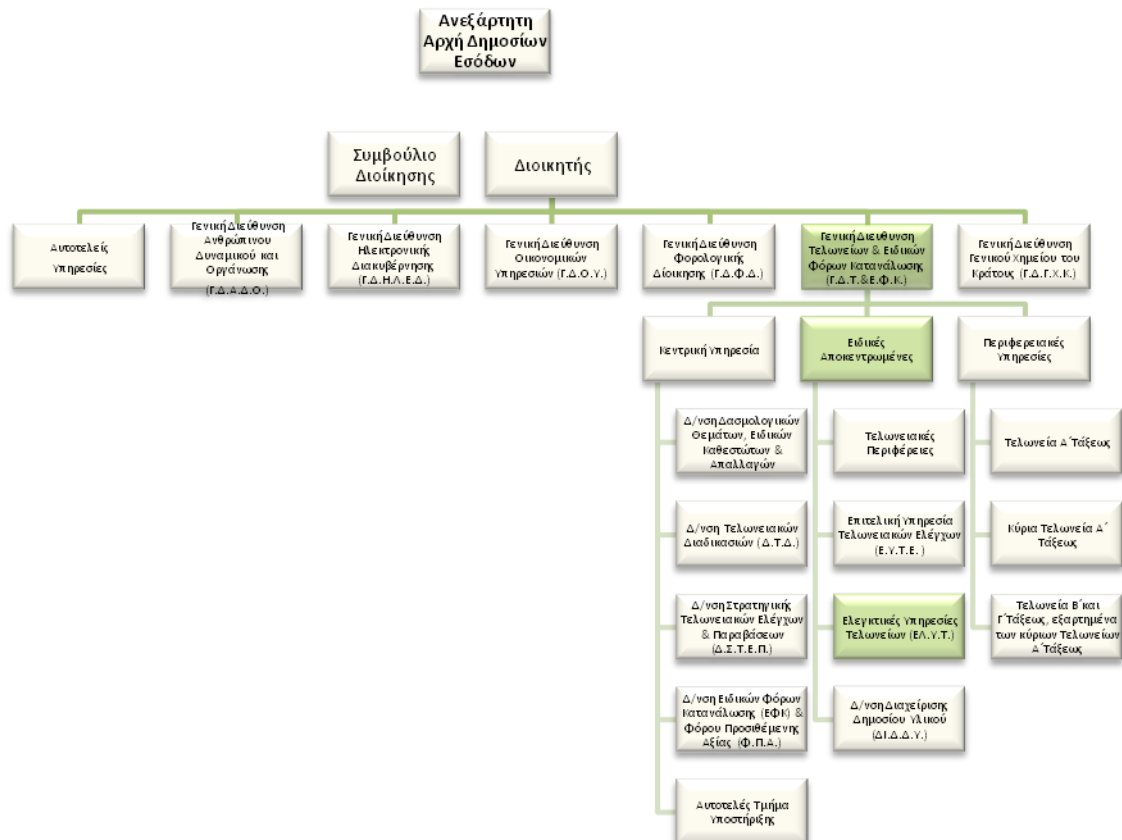 Ανεξάρτητη
Αρχή Δημοσίων
Εσόδων
Συμβούλιο
Διοίκησης
Διοικητής
Αυτοτελείς
Υπηρεσίες
Γενική Διεύθυνση
Ανθρώπινου
Δυναμικού και
Οργάνωσης
(Γ.Δ.Α.Δ.Ο.)
Γενική Διεύθυνση
Ηλεκτρονικής
Διακυβέρνησης
(Γ.Δ.Η.Λ.Ε.Δ.)
Γενική Διεύθυνση
Οικονομικών
Υπηρεσιών (Γ.Δ.Ο.Υ.)
Γενική Διεύθυνση
Φορολογικής
Δίοικησης (Γ.Δ.Φ.Δ.)
Γενική Διευθυνση
Τελωνείων & Ειδικών
Φόρων Κατανάλωσης
(Γ.Δ.Τ.&Ε.Φ.Κ.)
Γενική Διεύθυνση
Γενικού Χημείου του
Κράτους (Γ.Δ.Γ.Χ.Κ.)
Κεντρική Υπηρεσία
Ειδικές
Αποκεντρωμένες
Περιφερειακές
Υπηρεσίες
Δ/νση Δασμολογικών
Θεμάτων, Ειδικών
Καθεστώτων &
Απαλλαγών
Τελωνειακές
Περιφέρειες
Τελωνεία Α΄Τάξεως
Δ/νση Τελωνειακών
Διαδικασιών (Δ.Τ.Δ.)
Επιτελική Υπηρεσία
Τελωνειακών Ελέγχων
(Ε.Υ.Τ.Ε. )
Κύρια Τελωνεία Α΄
Τάξεως
Δ/νση Στρατηγικής
Τελωνειακών Ελέγχων
& Παραβάσεων
(Δ.Σ.Τ.Ε.Π.)
Ελεγκτικές Υπηρεσίες
Τελωνείων (ΕΛ.Υ.Τ.)
Τελωνεία Β΄και
Γ΄Τάξεως, εξαρτημένα
των κύριων Τελωνείων
Α΄Τάξεως
Δ/νση Ειδικών Φόρων
Κατανάλωσης (ΕΦΚ) &
Φόρου Προσιθέμενης
Αξίας (Φ.Π.Α.)
Δ/νση Διαχείρισης
Δημοσίου Υλικού
(ΔΙ.Δ.Δ.Υ.)
Αυτοτελές Τμήμα
Υποστήριξης